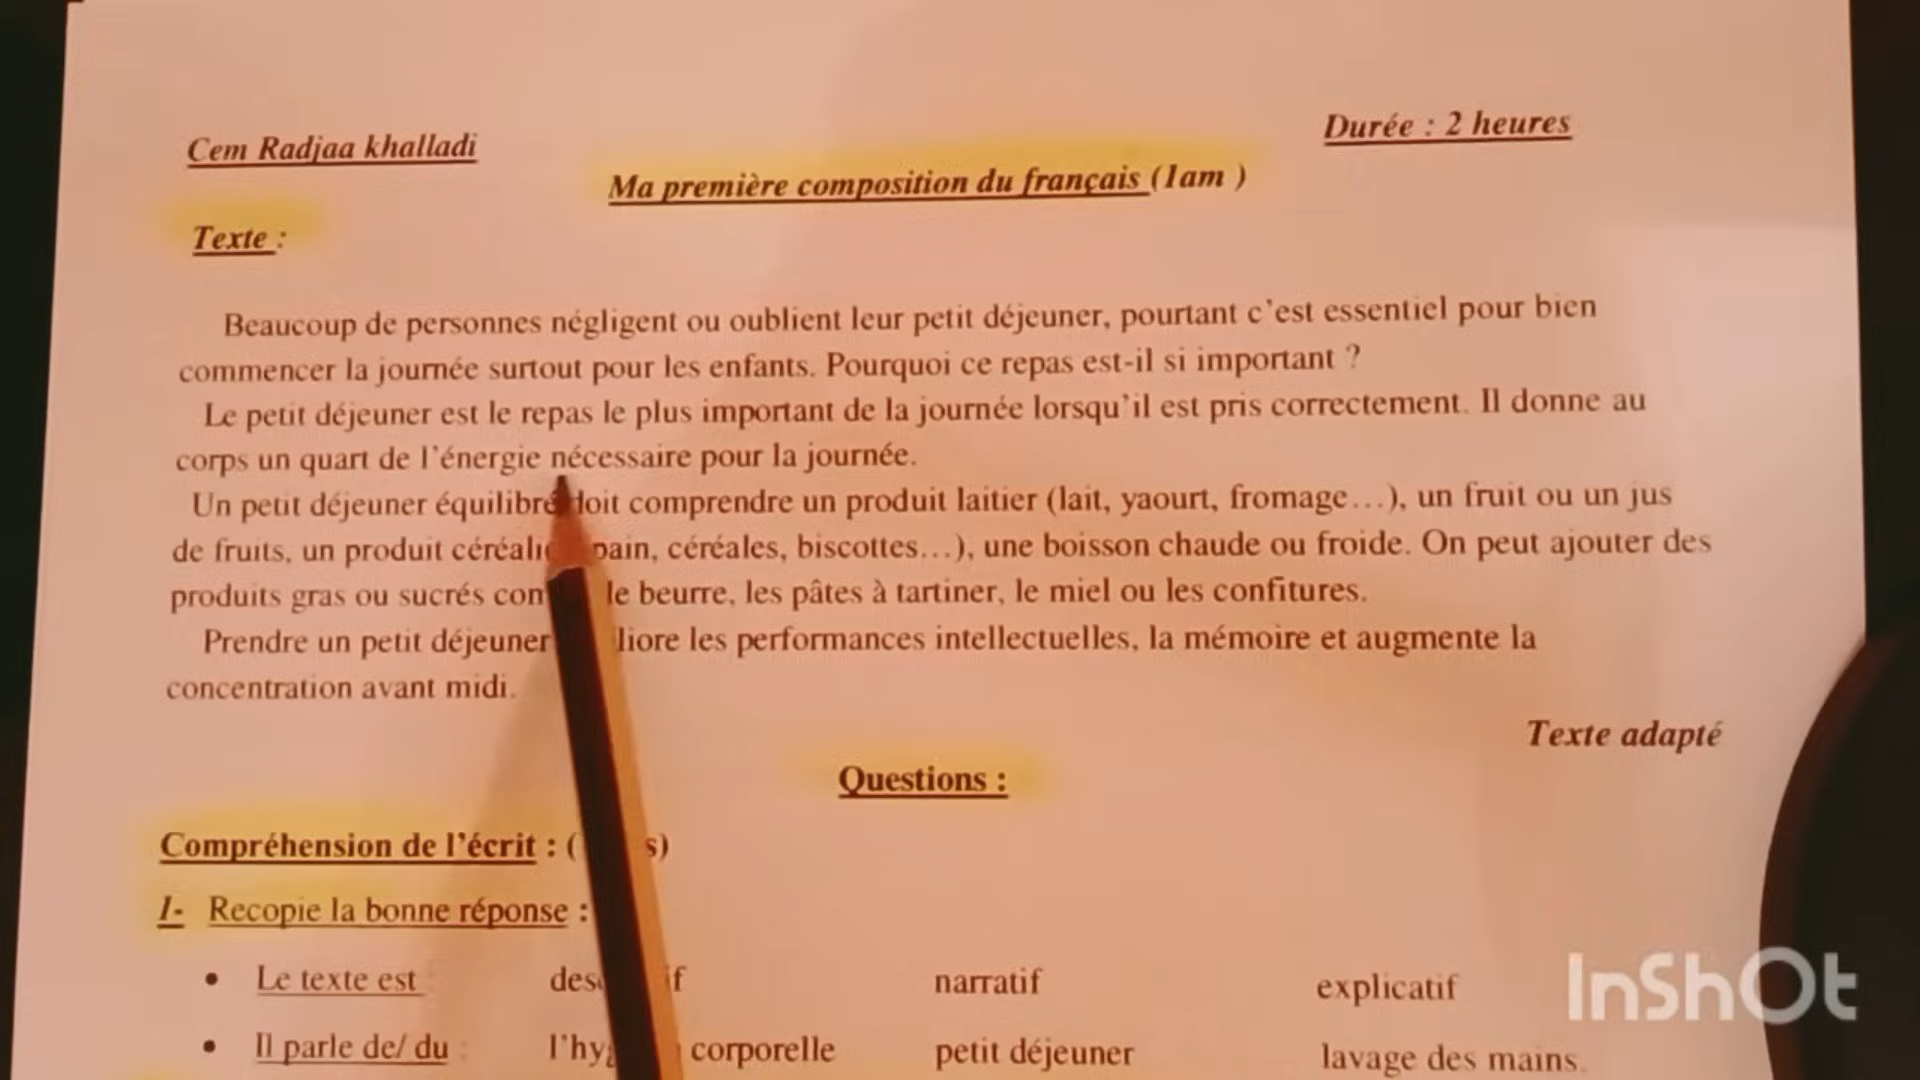 Cem Radjaa khalladi
Durée : 2 heures
Ma première composition du français (1am )
Texte :
Beaucoup de personnes négligent ou oublient leur petit déjeuner, pourtant c'est essentiel pour bien
commencer la journée surtout pour les enfants. Pourquoi ce repas est-il si important ?
Le petit déjeuner est le repas le plus important de la journée lorsqu'il est pris correctement. Il donne au
corps un quart de l'énergie nécessaire pour la journée.
Un petit déjeuner équilibré doit comprendre un produit laitier (lait, yaourt, fromage…), un fruit ou un jus
de fruits, un produit pain, céréales, biscottes…), une boisson chaude ou froide. On peut ajouter des
produits gras ou sucrés le beurre, les pâtes à tartiner, le miel ou les confitures.
Prendre un petit déjeuner les performances intellectuelles, la mémoire et augmente la
concentration avant midi.
Texte adapté
Questions :
Compréhension de l'écrit : (
1- Recopie la bonne réponse :
• Le texte est : narratif explicatif
• Il parle de/ du : corporelle petit déjeuner lavage des mains.
InShOt